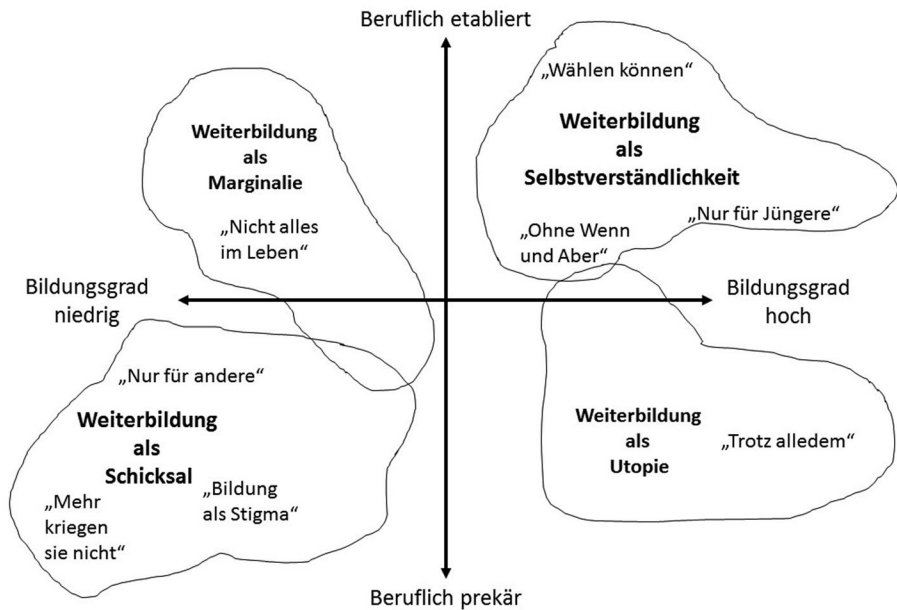 Beruflich etabliert
„Wählen können“
Weiterbildung
als
Selbstverständlichkeit
„Nur für Jüngere“
„Ohne Wenn
und Aber“
Weiterbildung
als
Marginalie
„Nicht alles
im Leben“
Bildungsgrad
niedrig
Bildungsgrad
hoch
„Nur für andere“
Weiterbildung
als
Schicksal
„Mehr
kriegen
sie nicht“
„Bildung
als Stigma“
Weiterbildung
als
Utopie
„Trotz alledem“
Beruflich prekär